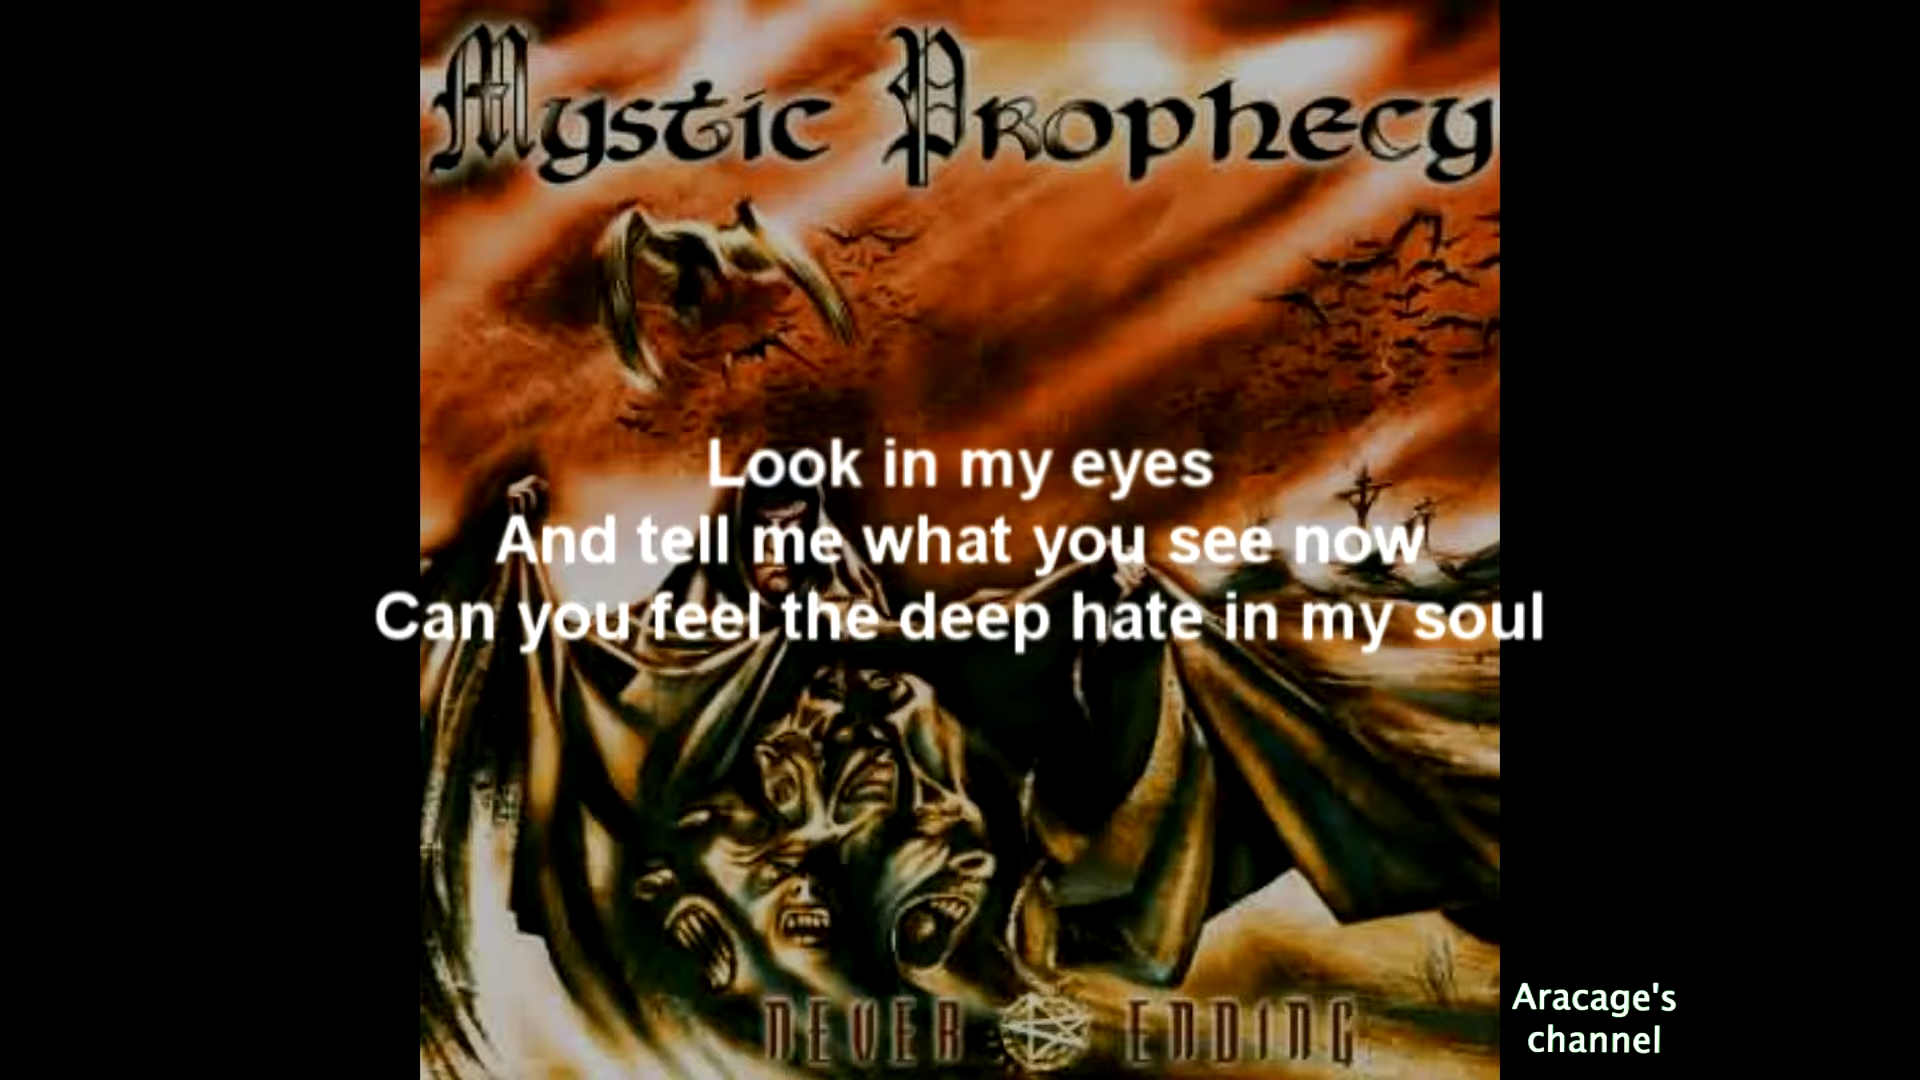 Mystic Prophecy
Look in my eyes
And tell me what you see now
Can you feel the deep hate in my soul
NEVER ENDING
Aracage's
channel